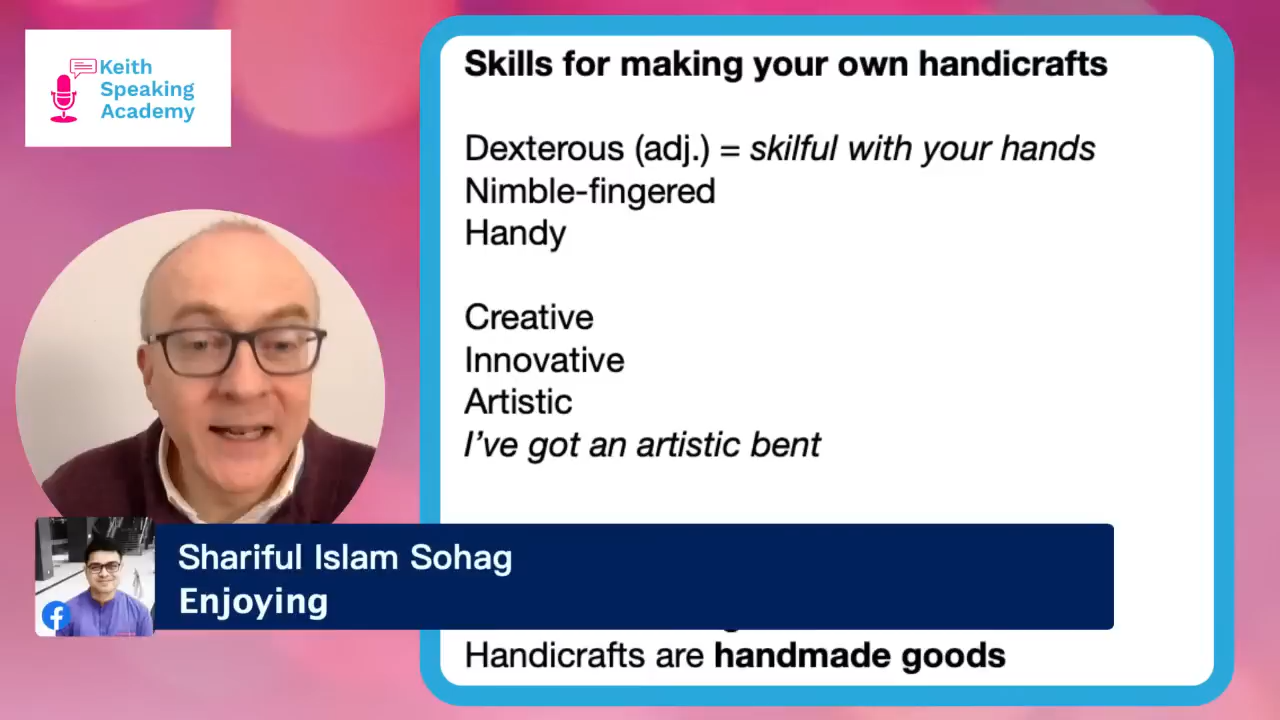 Keith
Speaking
Academy
Skills for making your own handicrafts
Dexterous (adj.) = skilful with your hands
Nimble-fingered
Handy
Creative
Innovative
Artistic
I've got an artistic bent
Shariful Islam Sohag
Enjoying
Handicrafts are handmade goods